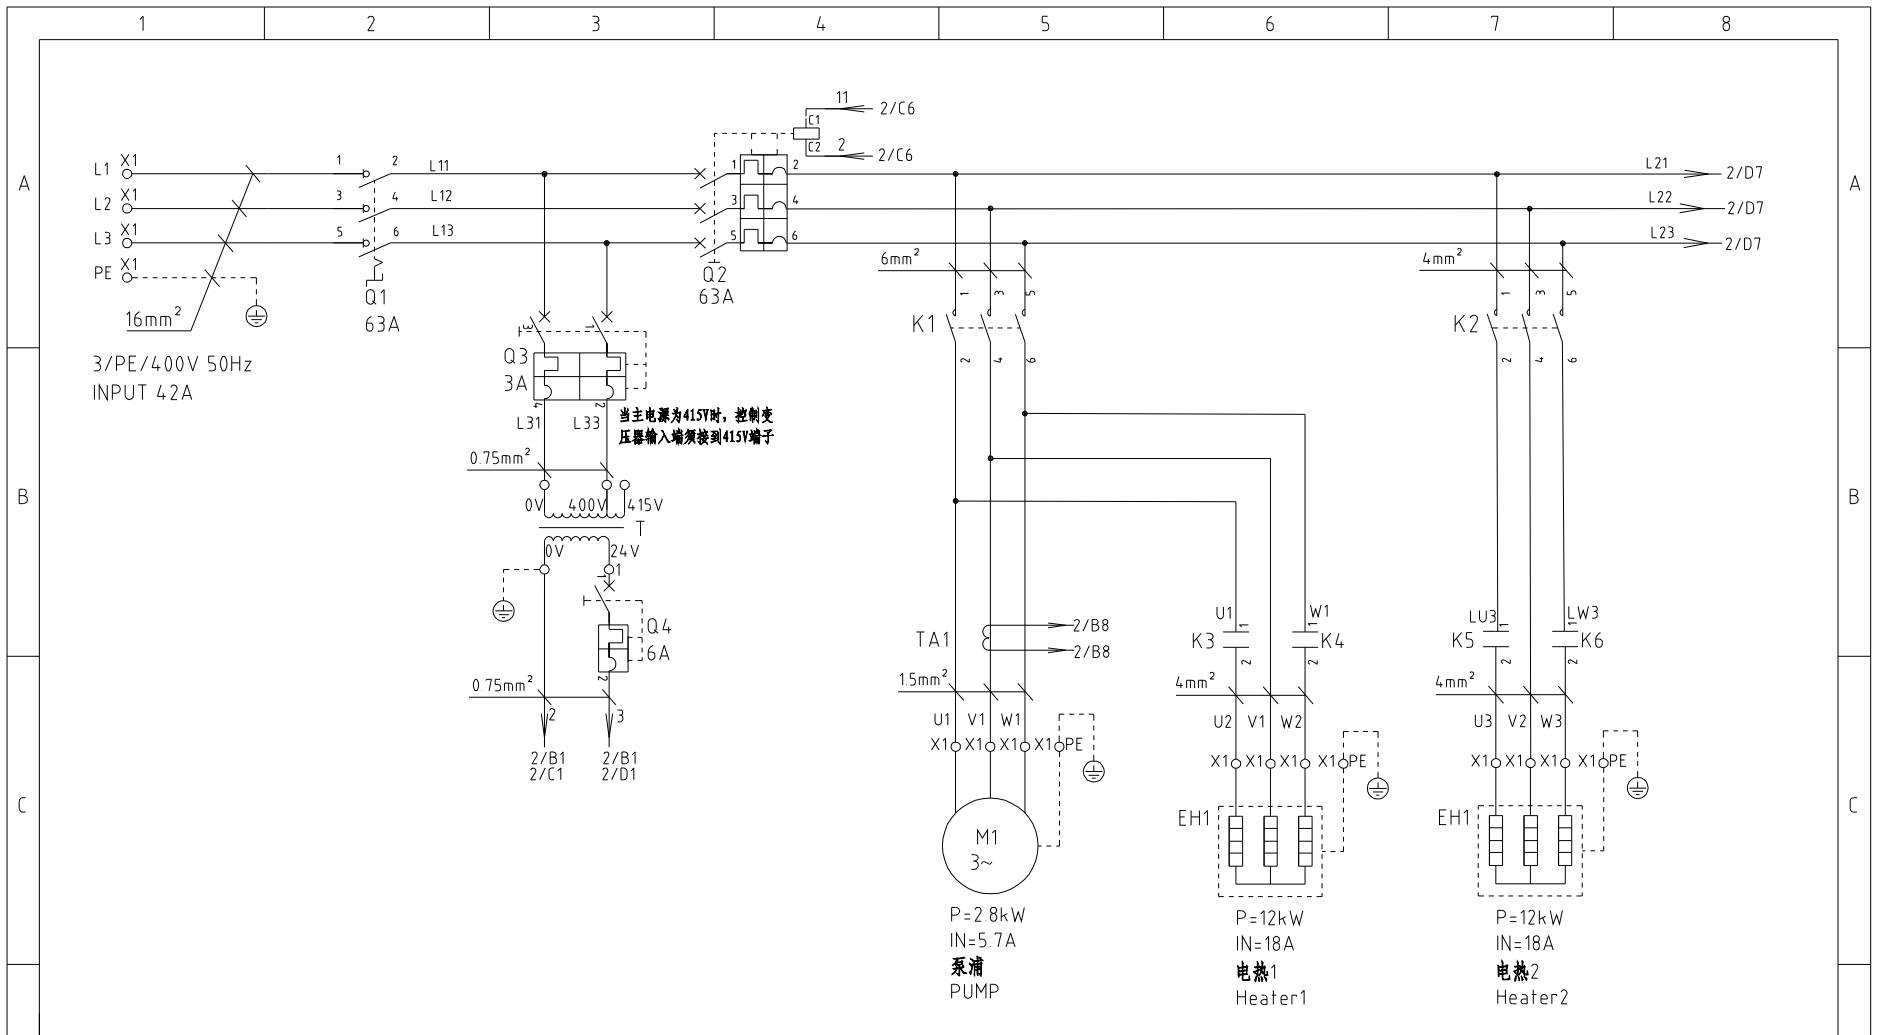 1 2 3 4 5 6 7 8
A A
B B
C C
11 2/C6
C1
C2 2 2/C6
L1 X1 1 2 L11 1 2 L21 2/D7
L2 X1 3 4 L12 3 4 L22 2/D7
L3 X1 5 6 L13 5 6 L23 2/D7
PE X1
16mm²
Q1
63A
Q2
63A
3/PE/400V 50Hz
INPUT 42A
3 1
Q3
3A
4 2
L31 L33
当主电源为415V时，控制变
压器输入端须接到415V端子
0.75mm²
0V 400V 415V
T
0V 24V
1
1
Q4
6A
2
0.75mm²
2 3
2/B1 2/B1
2/C1 2/D1
6mm²
1 3 5
K1
2 4 6
TA1 2/B8
2/B8
1.5mm²
U1 V1 W1
X1 X1 X1 X1 PE
M1
3~
P=2.8kW
IN=5.7A
泵浦
PUMP
U1 W1
1 1
K3 K4
2 2
4mm²
U2 V1 W2
X1 X1 X1 X1 PE
EH1
P=12kW
IN=18A
电热1
Heater1
4mm²
1 3 5
K2
2 4 6
LU3 LW3
1 1
K5 K6
2 2
4mm²
U3 V2 W3
X1 X1 X1 X1 PE
EH1
P=12kW
IN=18A
电热2
Heater2